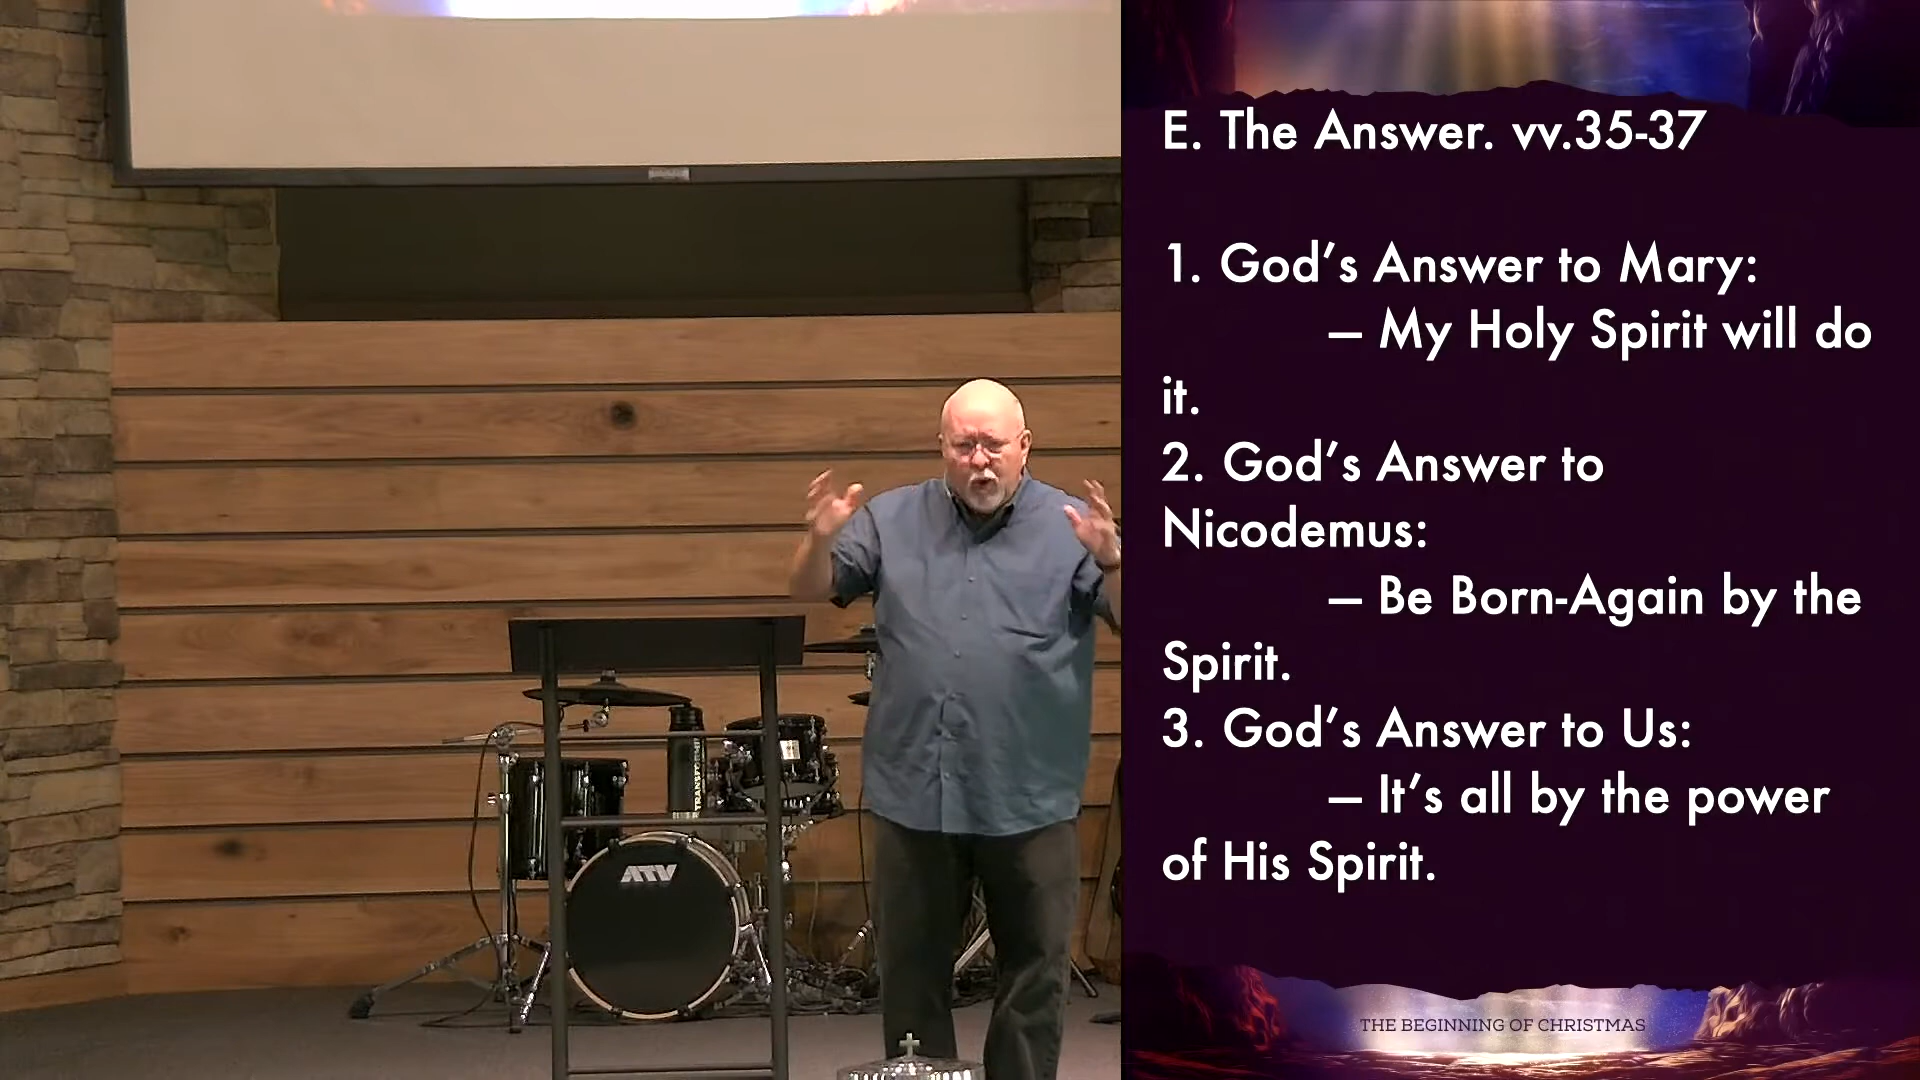 E. The Answer. vv.35-37
1. God's Answer to Mary:
– My Holy Spirit will do
it.
2. God's Answer to
Nicodemus:
– Be Born-Again by the
Spirit.
3. God's Answer to Us:
– It's all by the power
of His Spirit.
THE BEGINNING OF CHRISTMAS
TRANSFORM
ATV